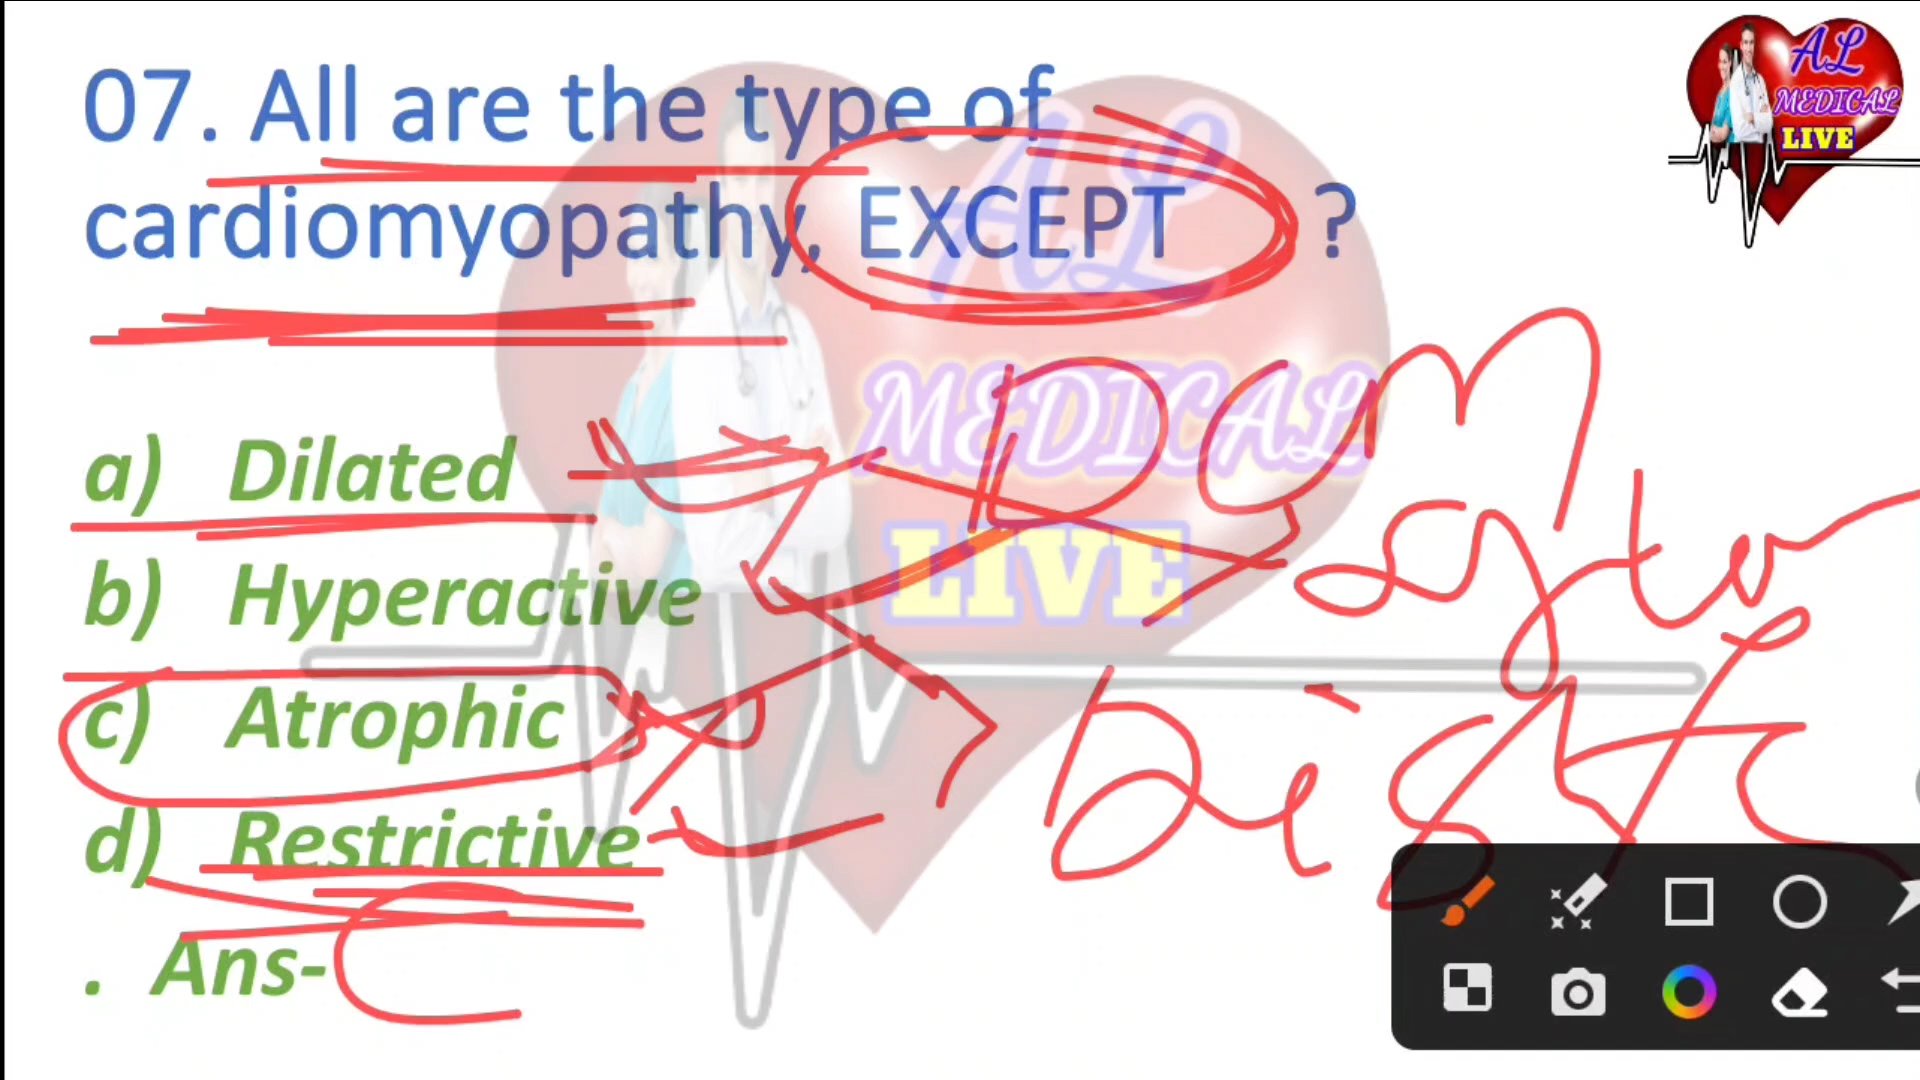 07. All are the type of
cardiomyopathy, EXCEPT ?
a) Dilated
b) Hyperactive
c) Atrophic
d) Restrictive
. Ans- C
DCM
AL
MEDICAL
LIVE
AL
MEDICAL
LIVE